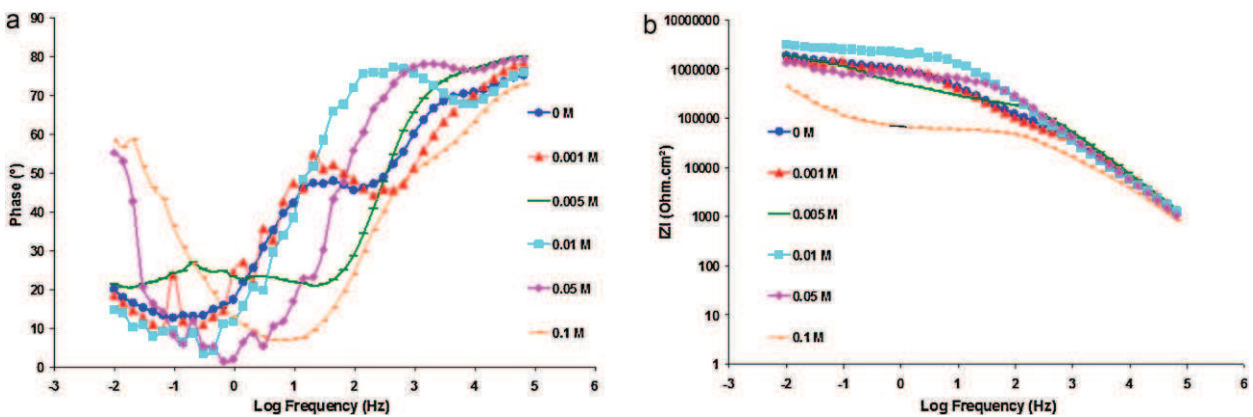 a
90
80
70
60
50
40
30
20
10
0
Phase (°)
-3 -2 -1 0 1 2 3 4 5 6
Log Frequency (Hz)
0 M
0.001 M
0.005 M
0.01 M
0.05 M
0.1 M
b
10000000
1000000
100000
10000
1000
100
10
1
IZI (Ohm.cm²)
-3 -2 -1 0 1 2 3 4 5 6
Log Frequency (Hz)
0 M
0.001 M
0.005 M
0.01 M
0.05 M
0.1 M